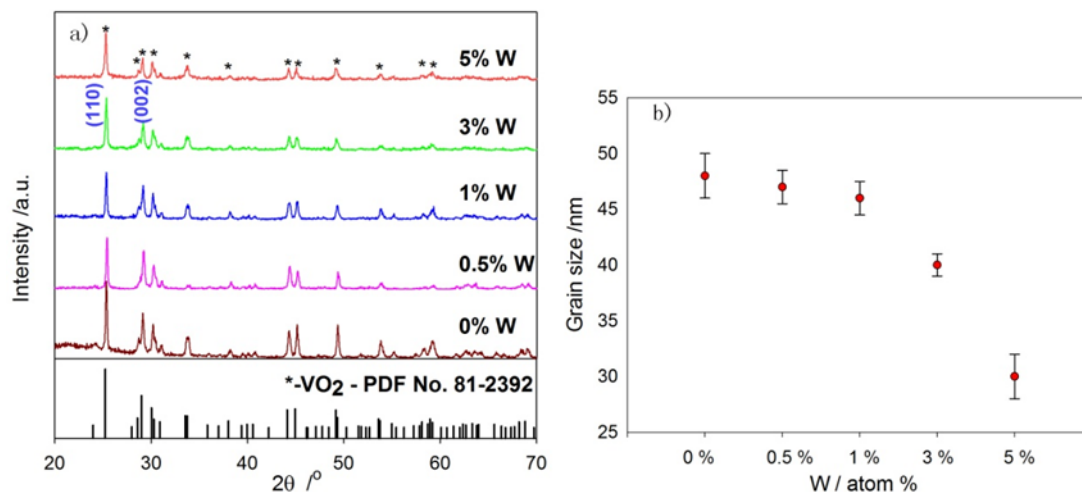 a)
* * * * * * * * * * * *
5% W
(110)
(002)
3% W
1% W
0.5% W
0% W
*-VO₂ - PDF No. 81-2392
Intensity /a.u.
20 30 40 50 60 70
2θ /°
b)
55
50
45
40
35
30
25
Grain size /nm
0 % 0.5 % 1 % 3 % 5 %
W / atom %